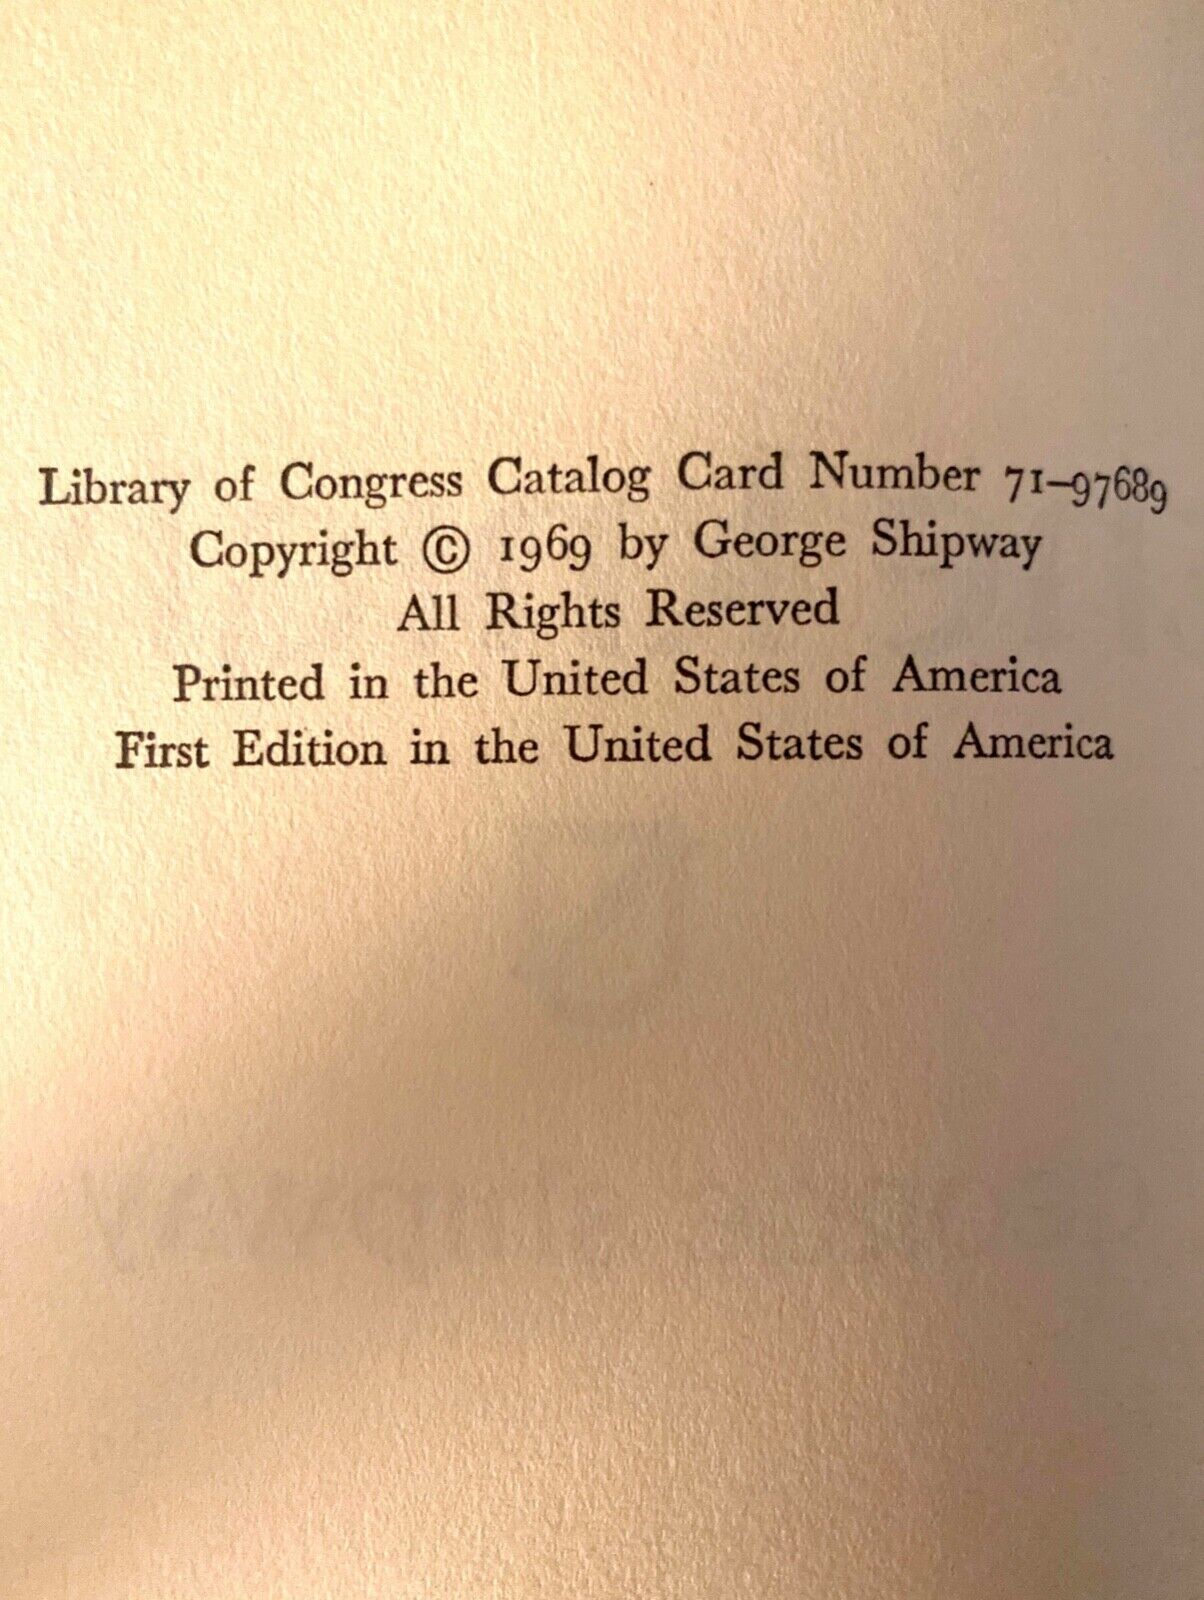 Library of Congress Catalog Card Number 71–97689
Copyright © 1969 by George Shipway
All Rights Reserved
Printed in the United States of America
First Edition in the United States of America